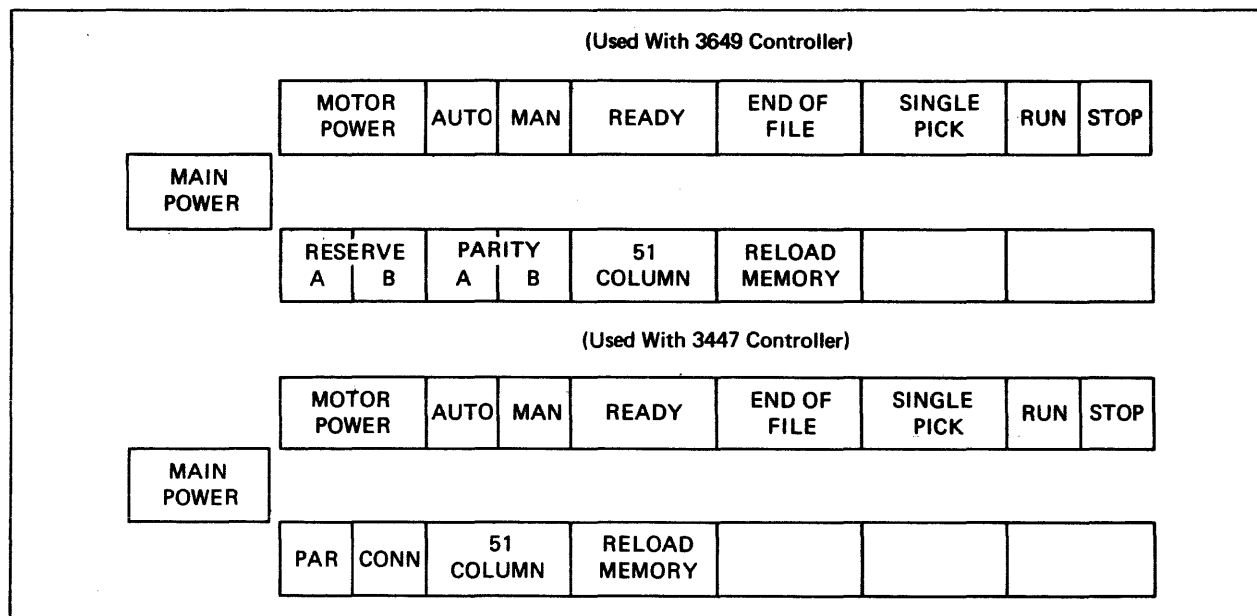 (Used With 3649 Controller)
MOTOR POWER AUTO MAN READY END OF FILE SINGLE PICK RUN STOP
MAIN POWER
RESERVE A B PARITY A B 51 COLUMN RELOAD MEMORY
(Used With 3447 Controller)
MOTOR POWER AUTO MAN READY END OF FILE SINGLE PICK RUN STOP
MAIN POWER
PAR CONN 51 COLUMN RELOAD MEMORY